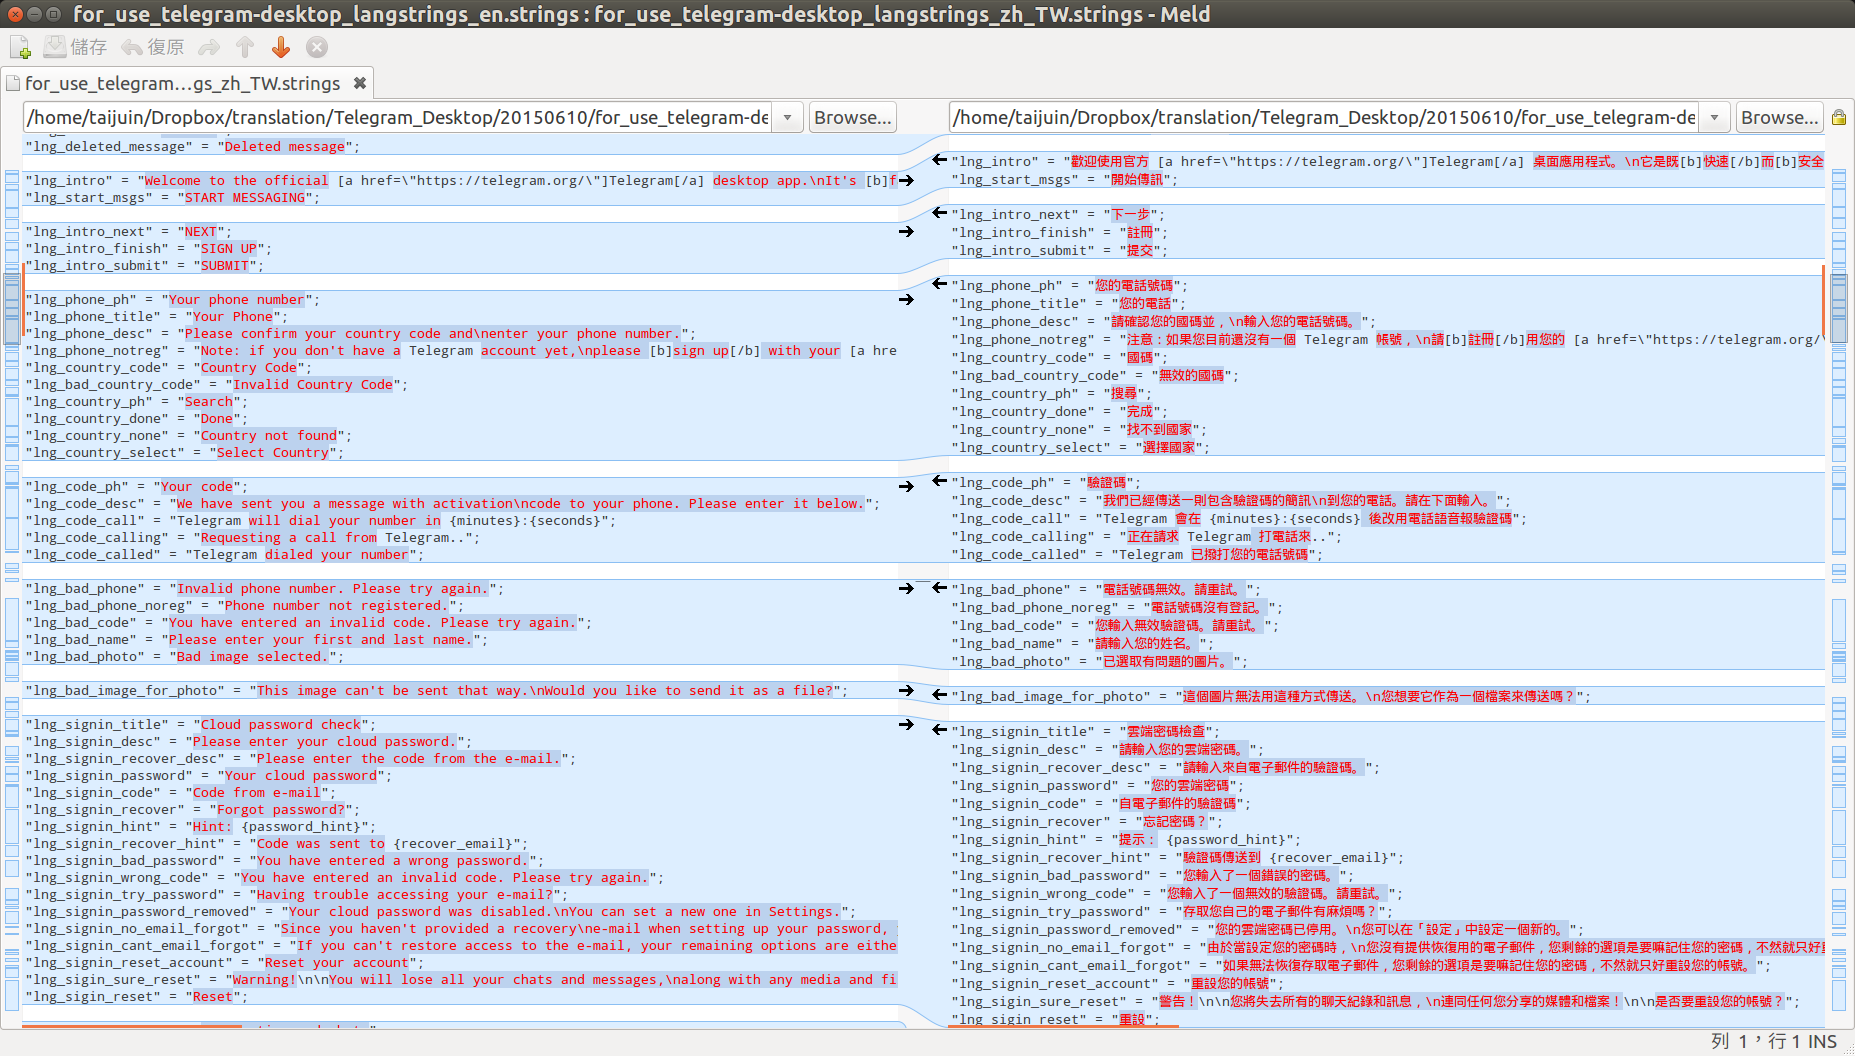 for_use_telegram-desktop_langstrings_en.strings : for_use_telegram-desktop_langstrings_zh_TW.strings - Meld
儲存 復原
for_use_telegram...gs_zh_TW.strings
/home/taijuin/Dropbox/translation/Telegram_Desktop/20150610/for_use_telegram-de Browse...
"lng_deleted_message" = "Deleted message";
"lng_intro" = "Welcome to the official [a href=\"https://telegram.org/\"]Telegram[/a] desktop app.\nIt's [b]f
"lng_start_msgs" = "START MESSAGING";
"lng_intro_next" = "NEXT";
"lng_intro_finish" = "SIGN UP";
"lng_intro_submit" = "SUBMIT";
"lng_phone_ph" = "Your phone number";
"lng_phone_title" = "Your Phone";
"lng_phone_desc" = "Please confirm your country code and\nenter your phone number.";
"lng_phone_notreg" = "Note: if you don't have a Telegram account yet,\nplease [b]sign up[/b] with your [a hre
"lng_country_code" = "Country Code";
"lng_bad_country_code" = "Invalid Country Code";
"lng_country_ph" = "Search";
"lng_country_done" = "Done";
"lng_country_none" = "Country not found";
"lng_country_select" = "Select Country";
"lng_code_ph" = "Your code";
"lng_code_desc" = "We have sent you a message with activation\ncode to your phone. Please enter it below.";
"lng_code_call" = "Telegram will dial your number in {minutes}:{seconds}";
"lng_code_calling" = "Requesting a call from Telegram..";
"lng_code_called" = "Telegram dialed your number";
"lng_bad_phone" = "Invalid phone number. Please try again.";
"lng_bad_phone_noreg" = "Phone number not registered.";
"lng_bad_code" = "You have entered an invalid code. Please try again.";
"lng_bad_name" = "Please enter your first and last name.";
"lng_bad_photo" = "Bad image selected.";
"lng_bad_image_for_photo" = "This image can't be sent that way.\nWould you like to send it as a file?";
"lng_signin_title" = "Cloud password check";
"lng_signin_desc" = "Please enter your cloud password.";
"lng_signin_recover_desc" = "Please enter the code from the e-mail.";
"lng_signin_password" = "Your cloud password";
"lng_signin_code" = "Code from e-mail";
"lng_signin_recover" = "Forgot password?";
"lng_signin_hint" = "Hint: {password_hint}";
"lng_signin_recover_hint" = "Code was sent to {recover_email}";
"lng_signin_bad_password" = "You have entered a wrong password.";
"lng_signin_wrong_code" = "You have entered an invalid code. Please try again.";
"lng_signin_try_password" = "Having trouble accessing your e-mail?";
"lng_signin_password_removed" = "Your cloud password was disabled.\nYou can set a new one in Settings.";
"lng_signin_no_email_forgot" = "Since you haven't provided a recovery\ne-mail when setting up your password,
"lng_signin_cant_email_forgot" = "If you can't restore access to the e-mail, your remaining options are eithe
"lng_signin_reset_account" = "Reset your account";
"lng_sigin_sure_reset" = "Warning!\n\nYou will lose all your chats and messages,\nalong with any media and fi
"lng_sigin_reset" = "Reset";
/home/taijuin/Dropbox/translation/Telegram_Desktop/20150610/for_use_telegram-de Browse...
"lng_intro" = "歡迎使用官方 [a href=\"https://telegram.org/\"]Telegram[/a] 桌面應用程式。\n它是既[b]快速[/b]而[b]安全
"lng_start_msgs" = "開始傳訊";
"lng_intro_next" = "下一步";
"lng_intro_finish" = "註冊";
"lng_intro_submit" = "提交";
"lng_phone_ph" = "您的電話號碼";
"lng_phone_title" = "您的電話";
"lng_phone_desc" = "請確認您的國碼並，\n輸入您的電話號碼。";
"lng_phone_notreg" = "注意：如果您目前還沒有一個 Telegram 帳號，\n請[b]註冊[/b]用您的 [a href=\"https://telegram.org/\
"lng_country_code" = "國碼";
"lng_bad_country_code" = "無效的國碼";
"lng_country_ph" = "搜尋";
"lng_country_done" = "完成";
"lng_country_none" = "找不到國家";
"lng_country_select" = "選擇國家";
"lng_code_ph" = "驗證碼";
"lng_code_desc" = "我們已經傳送一則包含驗證碼的簡訊\n到您的電話。請在下面輸入。";
"lng_code_call" = "Telegram 會在 {minutes}:{seconds} 後改用電話語音報驗證碼";
"lng_code_calling" = "正在請求 Telegram 打電話來..";
"lng_code_called" = "Telegram 已撥打您的電話號碼";
"lng_bad_phone" = "電話號碼無效。請重試。";
"lng_bad_phone_noreg" = "電話號碼沒有登記。";
"lng_bad_code" = "您輸入無效驗證碼。請重試。";
"lng_bad_name" = "請輸入您的姓名。";
"lng_bad_photo" = "已選取有問題的圖片。";
"lng_bad_image_for_photo" = "這個圖片無法用這種方式傳送。\n您想要它作為一個檔案來傳送嗎？";
"lng_signin_title" = "雲端密碼檢查";
"lng_signin_desc" = "請輸入您的雲端密碼。";
"lng_signin_recover_desc" = "請輸入來自電子郵件的驗證碼。";
"lng_signin_password" = "您的雲端密碼";
"lng_signin_code" = "自電子郵件的驗證碼";
"lng_signin_recover" = "忘記密碼？";
"lng_signin_hint" = "提示： {password_hint}";
"lng_signin_recover_hint" = "驗證碼傳送到 {recover_email}";
"lng_signin_bad_password" = "您輸入了一個錯誤的密碼。";
"lng_signin_wrong_code" = "您輸入了一個無效的驗證碼。請重試。";
"lng_signin_try_password" = "存取您自己的電子郵件有麻煩嗎？";
"lng_signin_password_removed" = "您的雲端密碼已停用。\n您可以在「設定」中設定一個新的。";
"lng_signin_no_email_forgot" = "由於當設定您的密碼時，\n您沒有提供恢復用的電子郵件，您剩餘的選項是要嘛記住您的密碼，不然就只好重
"lng_signin_cant_email_forgot" = "如果無法恢復存取電子郵件，您剩餘的選項是要嘛記住您的密碼，不然就只好重設您的帳號。";
"lng_signin_reset_account" = "重設您的帳號";
"lng_sigin_sure_reset" = "警告！\n\n您將失去所有的聊天紀錄和訊息，\n連同任何您分享的媒體和檔案！\n\n是否要重設您的帳號？";
"lng_sigin_reset" = "重設";
列 1，行 1 INS